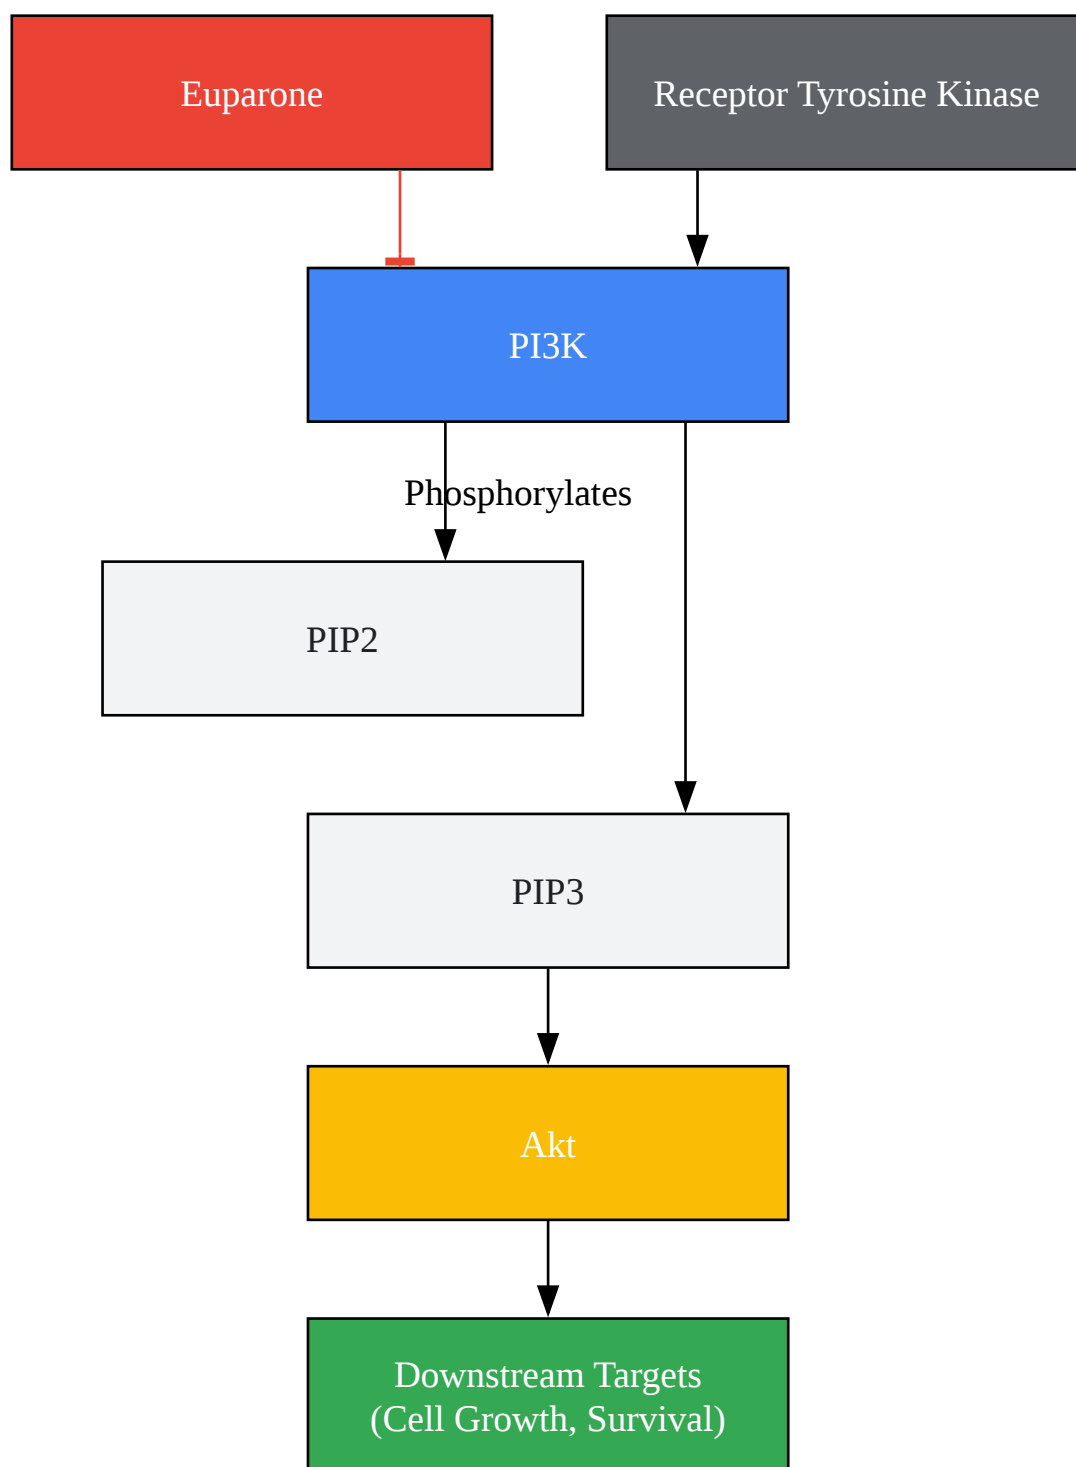 Euparone
Receptor Tyrosine Kinase
PI3K
Phosphorylates
PIP2
PIP3
Akt
Downstream Targets
(Cell Growth, Survival)